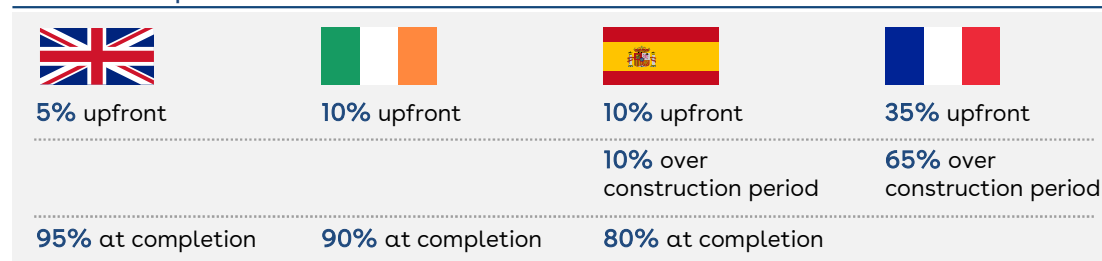 5% upfront
10% upfront
10% upfront
35% upfront
10% over
construction period
65% over
construction period
95% at completion
90% at completion
80% at completion